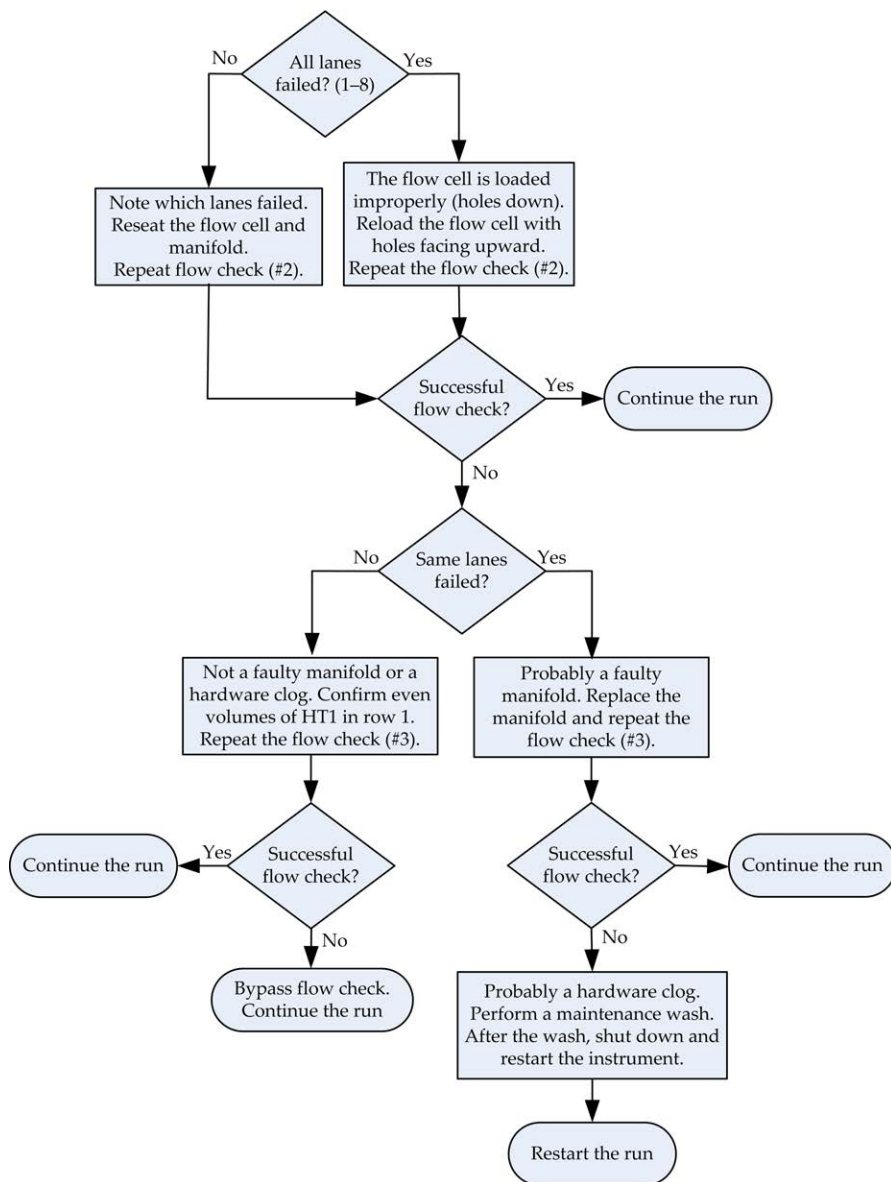 All lanes
failed? (1–8)
No
Yes
Note which lanes failed.
Reseat the flow cell and
manifold.
Repeat flow check (#2).
The flow cell is loaded
improperly (holes down).
Reload the flow cell with
holes facing upward.
Repeat the flow check (#2).
Successful
flow check?
Yes
Continue the run
No
Same lanes
failed?
No
Yes
Not a faulty manifold or a
hardware clog. Confirm even
volumes of HT1 in row 1.
Repeat the flow check (#3).
Probably a faulty
manifold. Replace the
manifold and repeat the
flow check (#3).
Continue the run
Yes
Successful
flow check?
Successful
flow check?
Yes
Continue the run
No
No
Bypass flow check.
Continue the run
Probably a hardware clog.
Perform a maintenance wash.
After the wash, shut down and
restart the instrument.
Restart the run